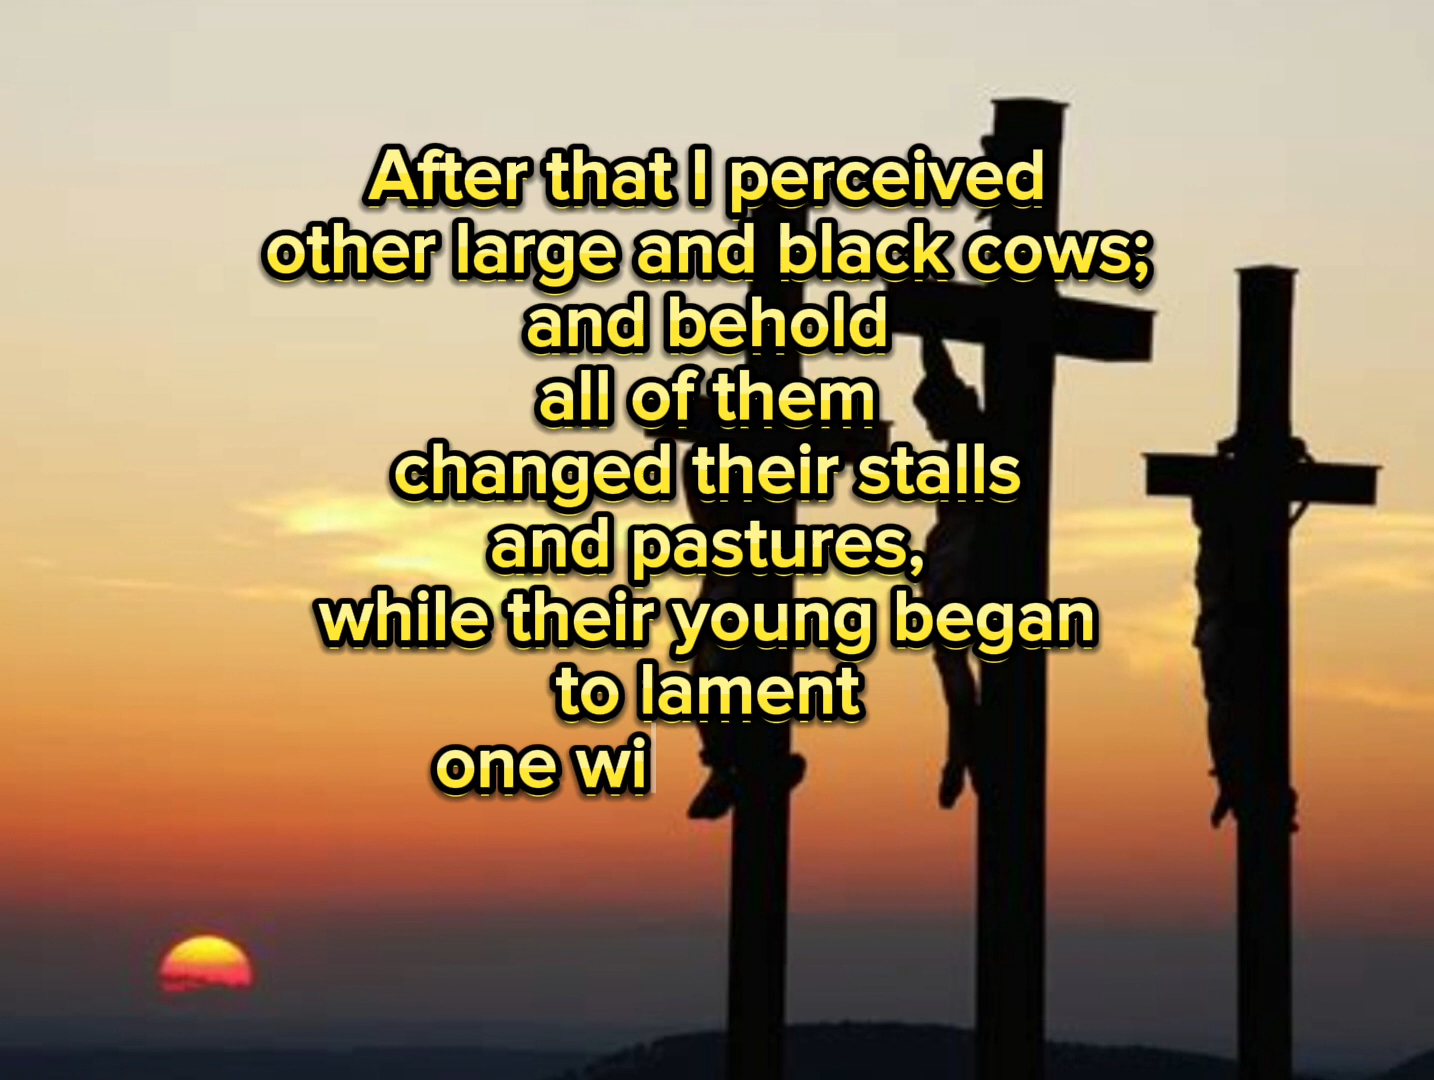 After that I perceived
other large and black cows;
and behold
all of them
changed their stalls
and pastures,
while their young began
to lament
one wi